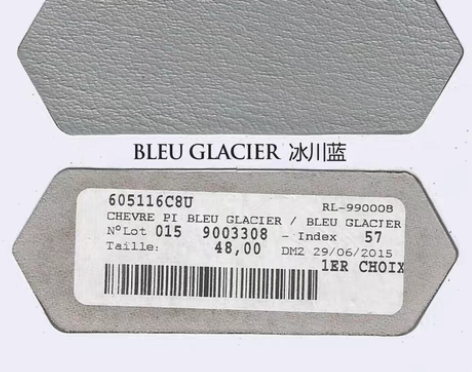 BLEU GLACIER 冰川蓝
605116C8U RL-990008
CHEVRE PI BLEU GLACIER / BLEU GLACIER
N°Lot 015 9003308 - Index 57
Taille: 48,00 DM2 29/06/2015
1ER CHOIX